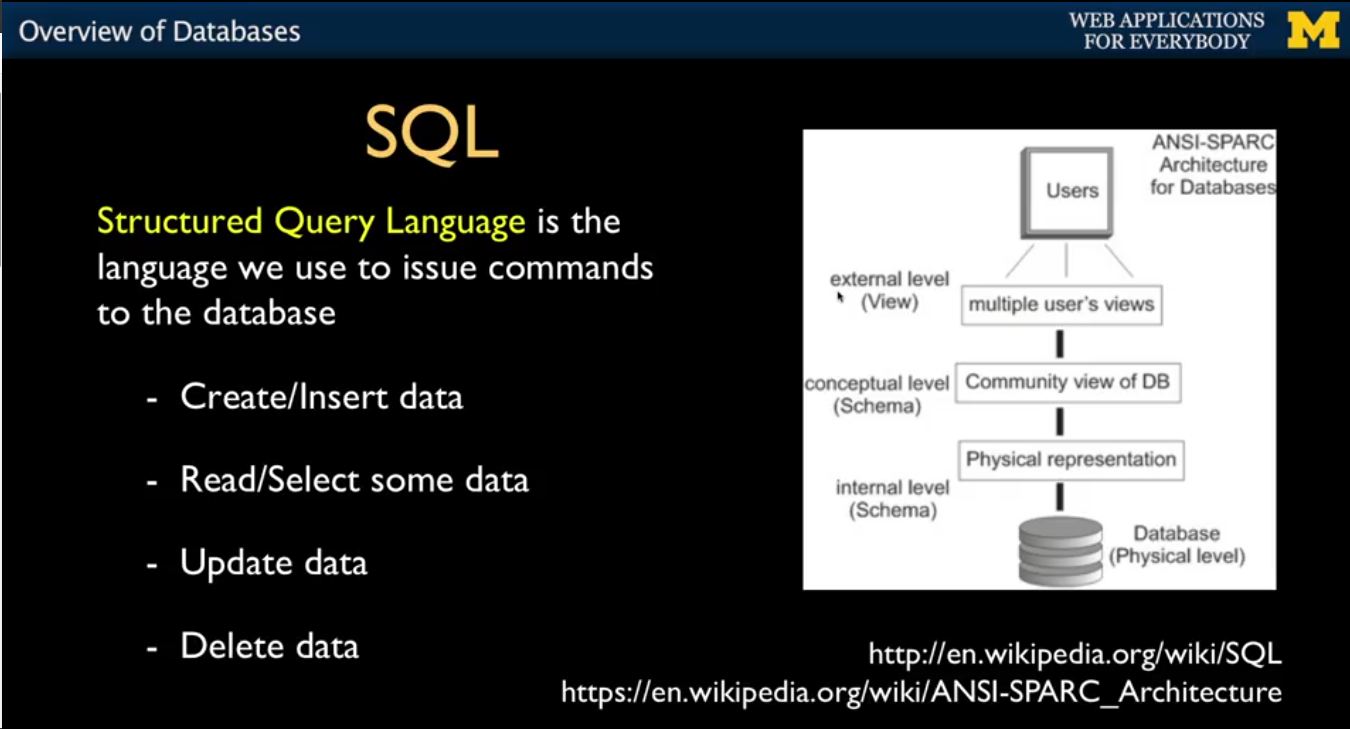 Overview of Databases
WEB APPLICATIONS
FOR EVERYBODY
M
SQL
Structured Query Language is the
language we use to issue commands
to the database
- Create/Insert data
- Read/Select some data
- Update data
- Delete data
ANSI-SPARC
Architecture
for Databases
Users
external level
(View)
multiple user's views
conceptual level
(Schema)
Community view of DB
Physical representation
internal level
(Schema)
Database
(Physical level)
http://en.wikipedia.org/wiki/SQL
https://en.wikipedia.org/wiki/ANSI-SPARC_Architecture